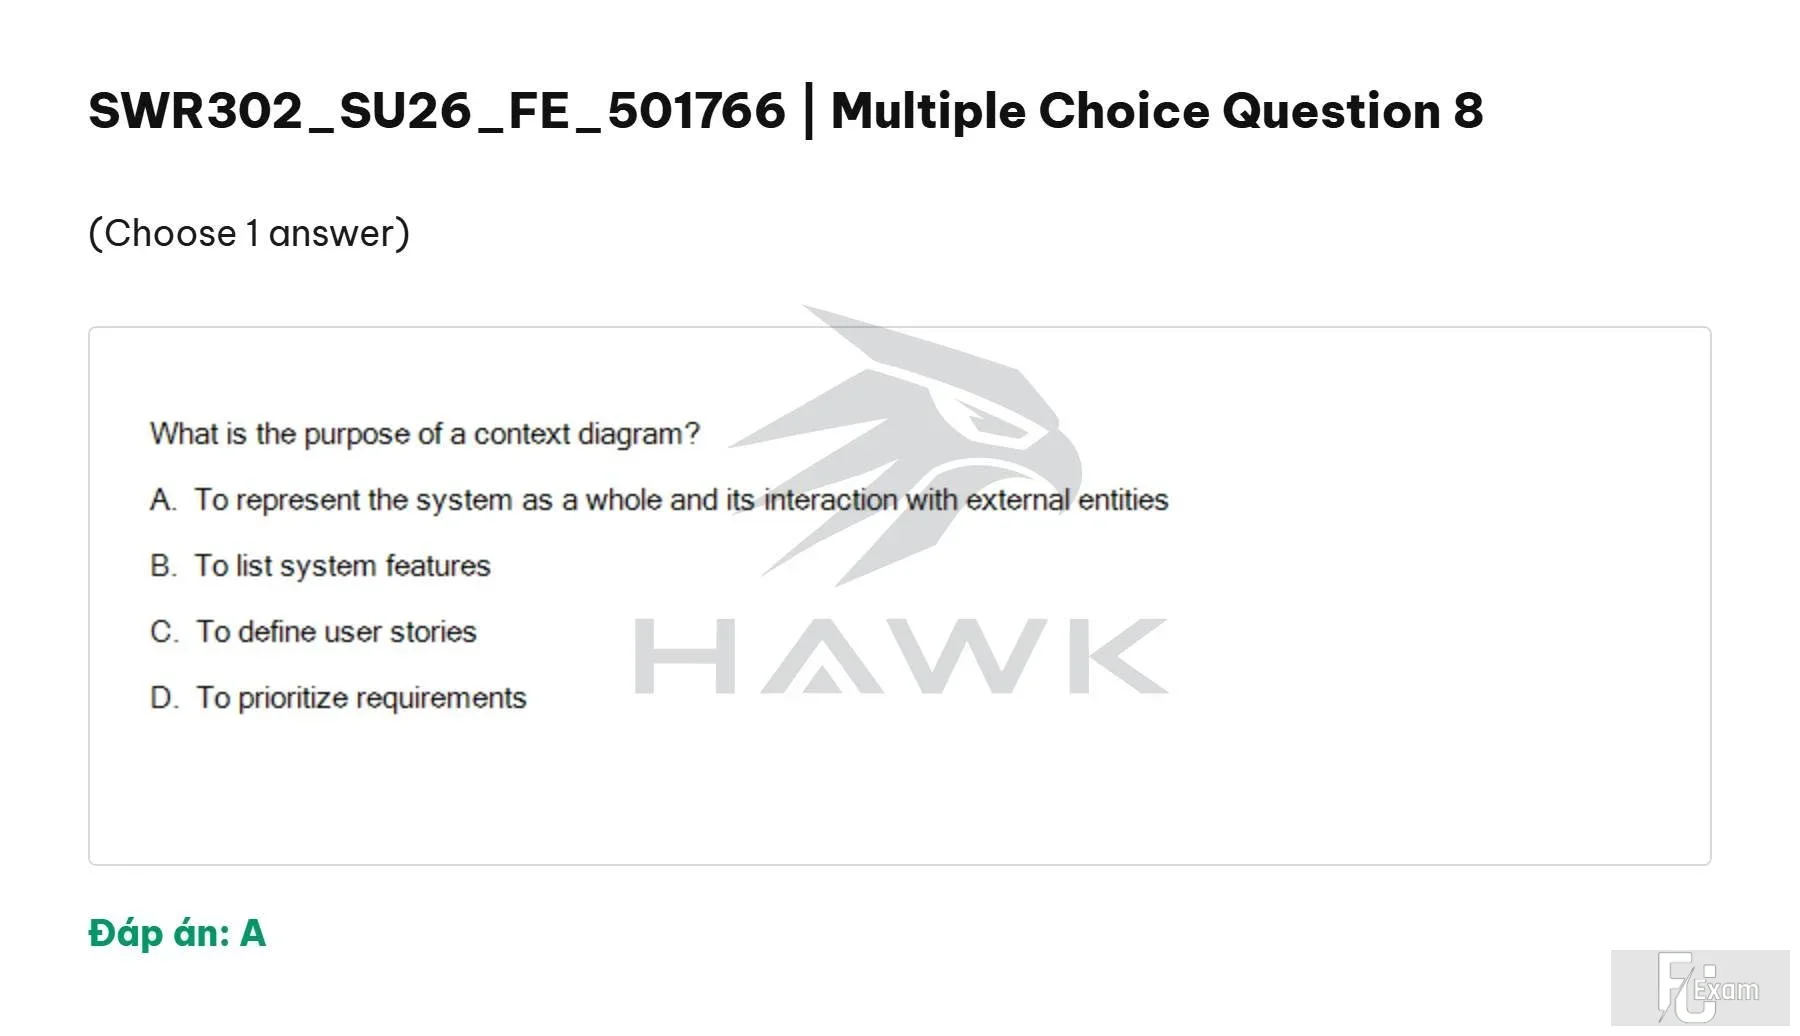 SWR302_SU26_FE_501766 | Multiple Choice Question 8
(Choose 1 answer)
What is the purpose of a context diagram?
A. To represent the system as a whole and its interaction with external entities
B. To list system features
C. To define user stories
D. To prioritize requirements
HAWK
Đáp án: A
FU Exam